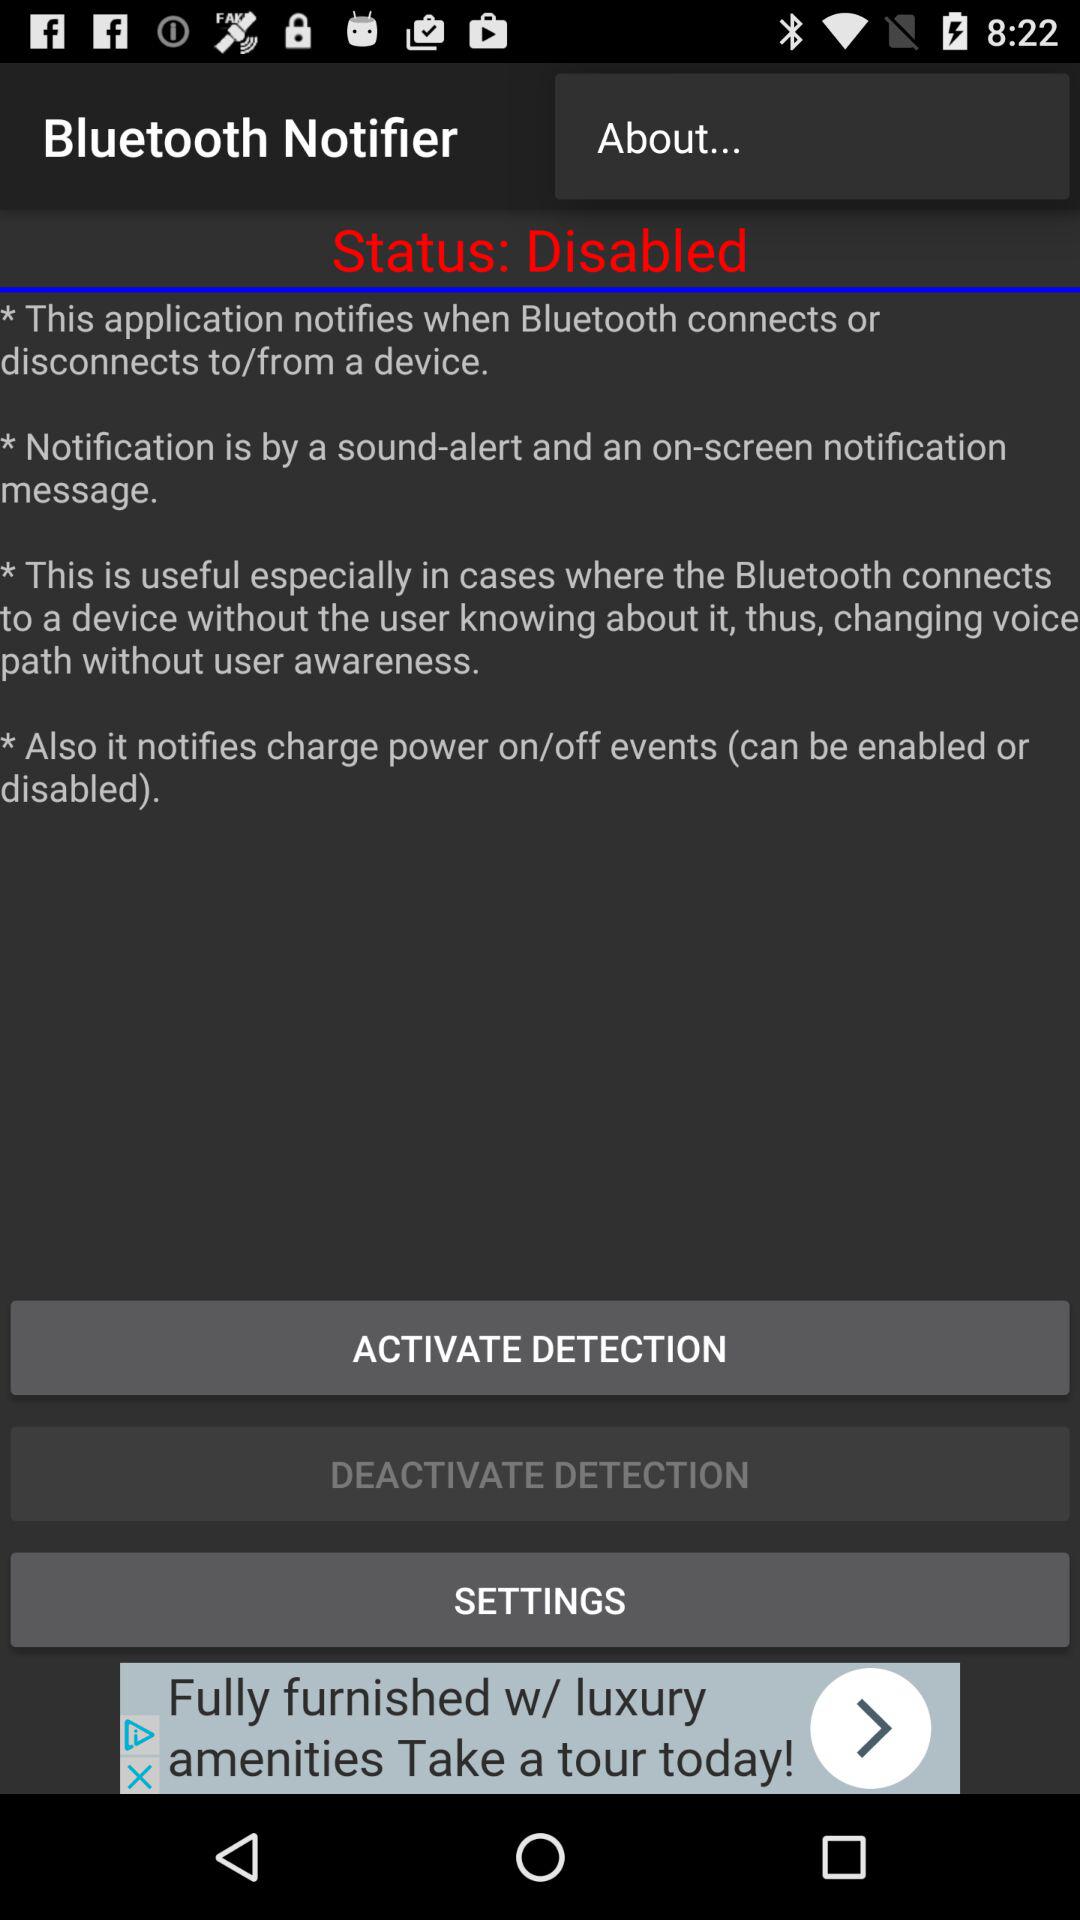 FAKE
8:22
Bluetooth Notifier
About...
Status: Disabled
* This application notifies when Bluetooth connects or
disconnects to/from a device.
* Notification is by a sound-alert and an on-screen notification
message.
* This is useful especially in cases where the Bluetooth connects
to a device without the user knowing about it, thus, changing voice
path without user awareness.
* Also it notifies charge power on/off events (can be enabled or
disabled).
ACTIVATE DETECTION
DEACTIVATE DETECTION
SETTINGS
Fully furnished w/ luxury
amenities Take a tour today!